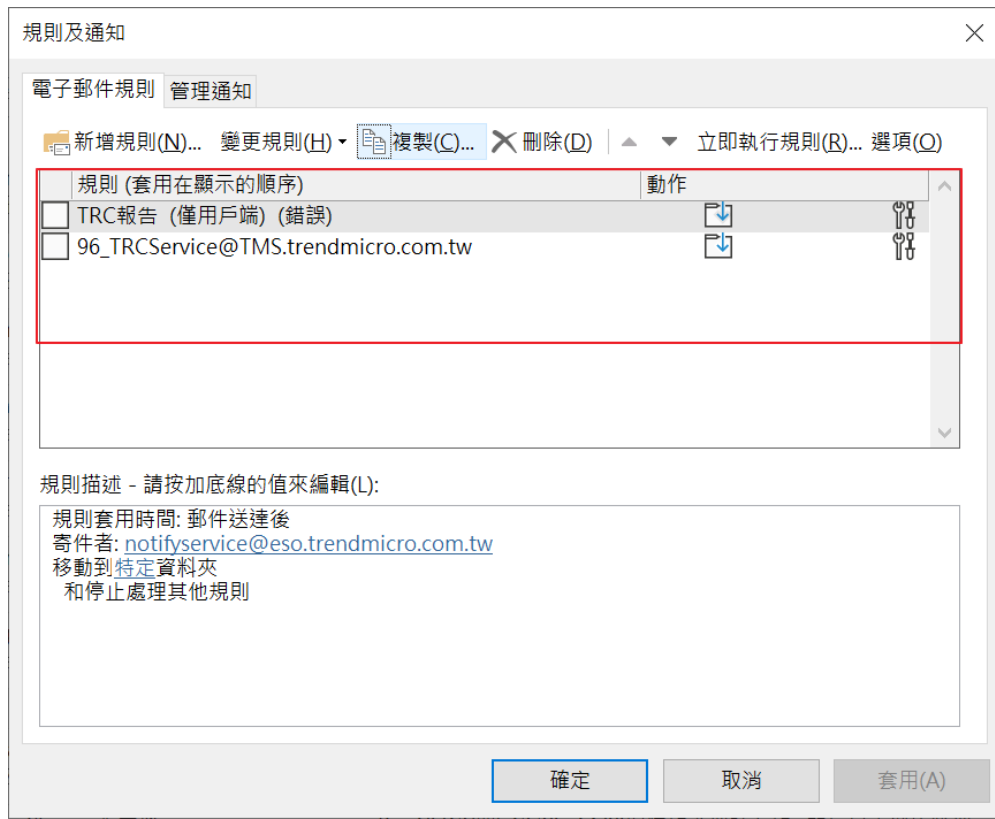 規則及通知
電子郵件規則 管理通知
新增規則(N)... 變更規則(H) 複製(C)... 刪除(D) 立即執行規則(R)... 選項(O)
規則 (套用在顯示的順序) 動作
TRC報告 (僅用戶端) (錯誤)
96_TRCService@TMS.trendmicro.com.tw
規則描述 - 請按加底線的值來編輯(L):
規則套用時間: 郵件送達後
寄件者: notifyservice@eso.trendmicro.com.tw
移動到特定資料夾
和停止處理其他規則
確定 取消 套用(A)